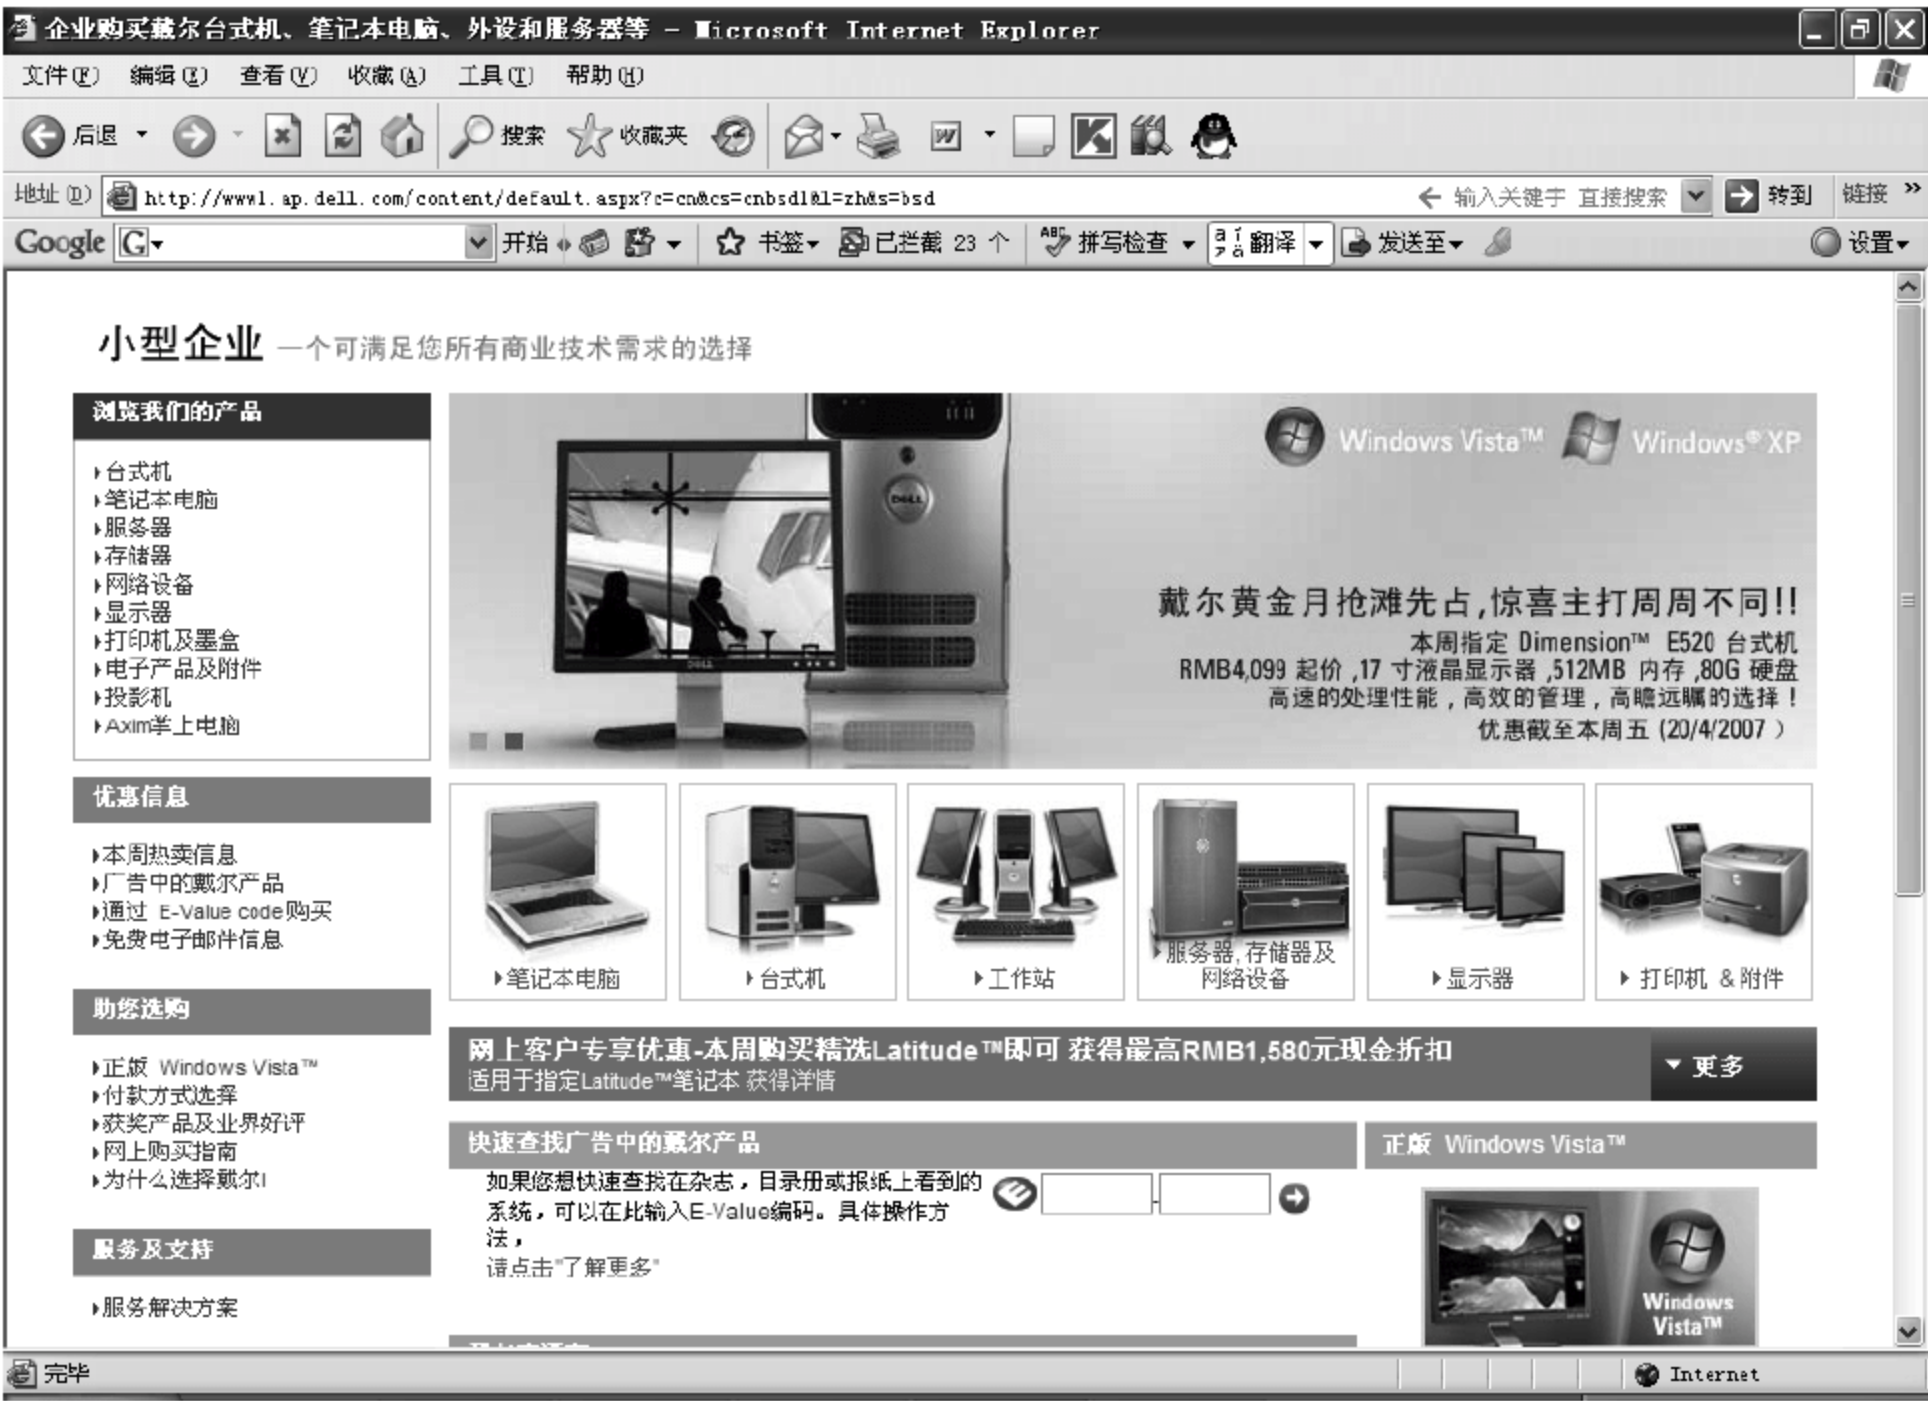 企业购买戴尔台式机、笔记本电脑、外设和服务器等 - Microsoft Internet Explorer
文件(F) 编辑(E) 查看(V) 收藏(A) 工具(T) 帮助(H)
后退 搜索 收藏夹
地址(D) http://www1.ap.dell.com/content/default.aspx?c=cn&cs=cnbsd1&l=zh&s=bsd 输入关键字 直接搜索 转到 链接 »
Google G 开始 书签 已拦截 23 个 ABC 拼写检查 翻译 发送至 设置
小型企业 一个可满足您所有商业技术需求的选择
浏览我们的产品
台式机
笔记本电脑
服务器
存储器
网络设备
显示器
打印机及墨盒
电子产品及附件
投影机
Axim掌上电脑
优惠信息
本周热卖信息
广告中的戴尔产品
通过 E-Value code购买
免费电子邮件信息
助您选购
正版 Windows Vista™
付款方式选择
获奖产品及业界好评
网上购买指南
为什么选择戴尔!
服务及支持
服务解决方案
Windows Vista™ Windows® XP
DELL
DELL
戴尔黄金月抢滩先占,惊喜主打周周不同!!
本周指定 Dimension™ E520 台式机
RMB4,099 起价 ,17 寸液晶显示器 ,512MB 内存 ,80G 硬盘
高速的处理性能，高效的管理，高瞻远瞩的选择！
优惠截至本周五 (20/4/2007 )
笔记本电脑
台式机
工作站
服务器, 存储器及
网络设备
显示器
打印机 & 附件
网上客户专享优惠-本周购买精选Latitude™即可 获得最高RMB1,580元现金折扣
适用于指定Latitude™笔记本 获得详情
更多
快速查找广告中的戴尔产品
如果您想快速查找在杂志，目录册或报纸上看到的
系统，可以在此输入E-Value编码。具体操作方
法，
请点击"了解更多"
-
正版 Windows Vista™
Windows
Vista™
完毕 Internet